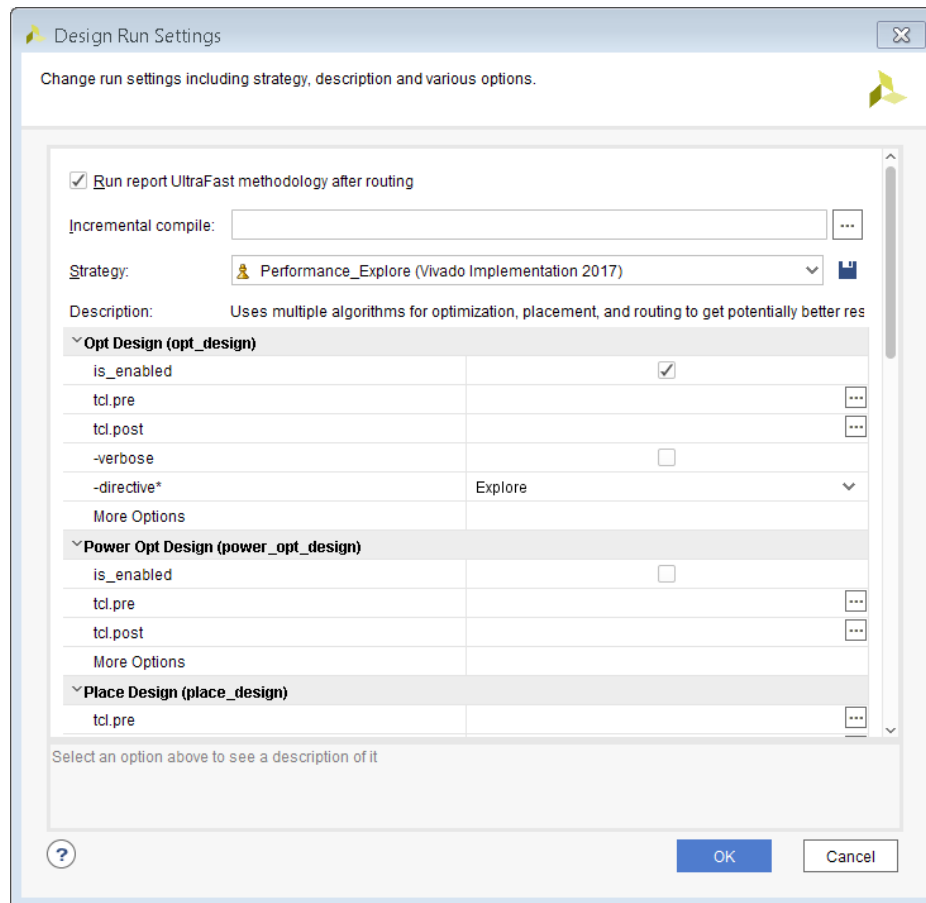 Design Run Settings
Change run settings including strategy, description and various options.
Run report UltraFast methodology after routing
Incremental compile:
...
Strategy: Performance_Explore (Vivado Implementation 2017)
Description: Uses multiple algorithms for optimization, placement, and routing to get potentially better res
Opt Design (opt_design)
is_enabled
tcl.pre ...
tcl.post ...
-verbose
-directive* Explore
More Options
Power Opt Design (power_opt_design)
is_enabled
tcl.pre ...
tcl.post ...
More Options
Place Design (place_design)
tcl.pre ...
Select an option above to see a description of it
? OK Cancel